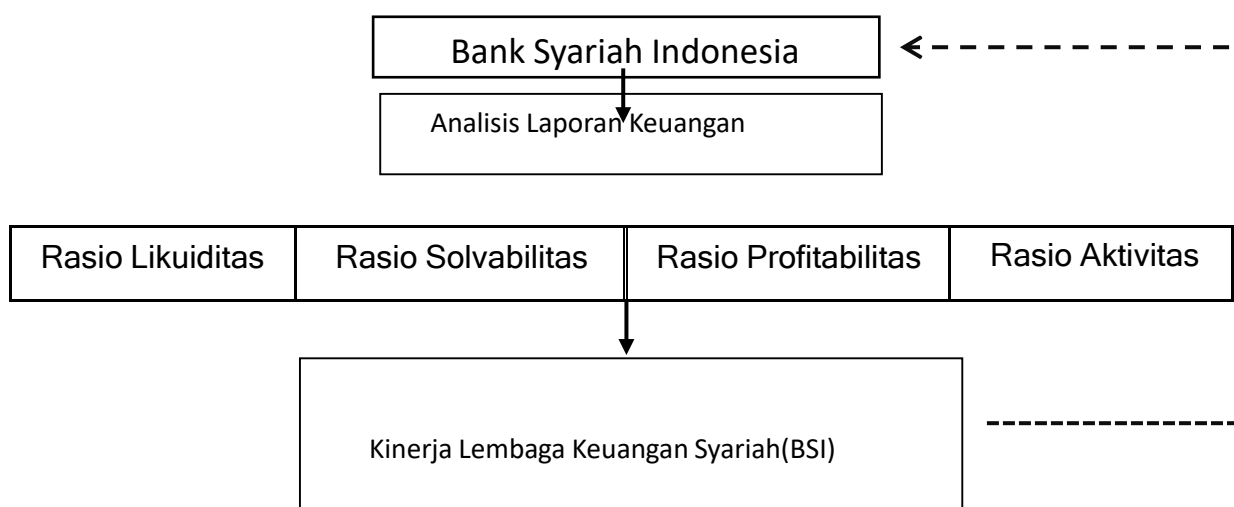 Bank Syariah Indonesia
Analisis Laporan Keuangan
Rasio Likuiditas
Rasio Solvabilitas
Rasio Profitabilitas
Rasio Aktivitas
Kinerja Lembaga Keuangan Syariah(BSI)